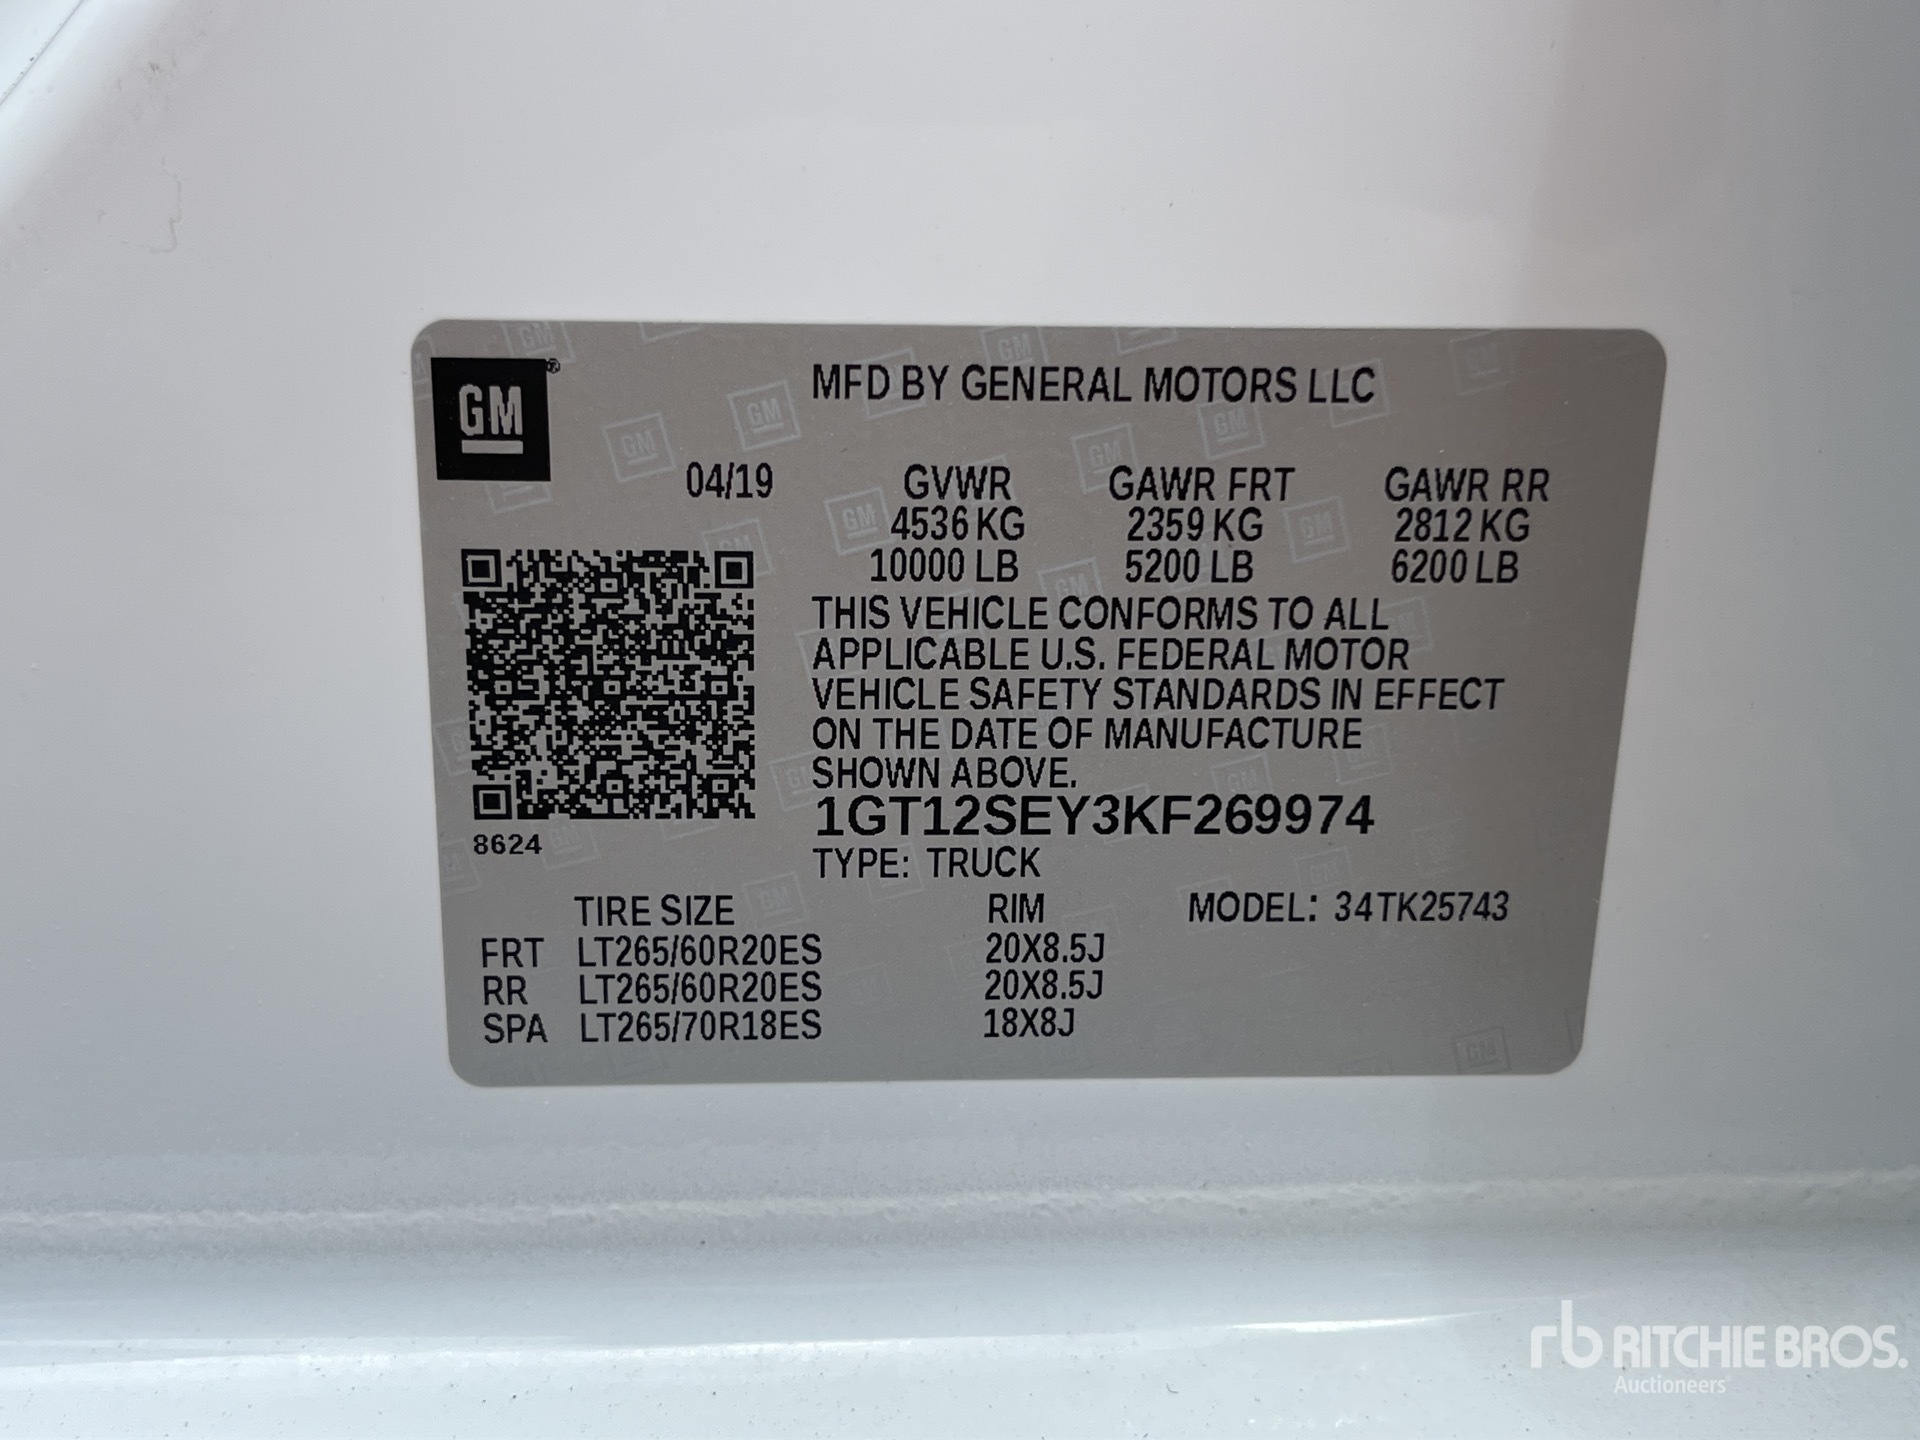 GM
MFD BY GENERAL MOTORS LLC
04/19 GVWR GAWR FRT GAWR RR
4536 KG 2359 KG 2812 KG
10000 LB 5200 LB 6200 LB
THIS VEHICLE CONFORMS TO ALL
APPLICABLE U.S. FEDERAL MOTOR
VEHICLE SAFETY STANDARDS IN EFFECT
ON THE DATE OF MANUFACTURE
SHOWN ABOVE.
1GT12SEY3KF269974
8624
TYPE: TRUCK
TIRE SIZE RIM MODEL: 34TK25743
FRT LT265/60R20ES 20X8.5J
RR LT265/60R20ES 20X8.5J
SPA LT265/70R18ES 18X8J
rb RITCHIE BROS.
Auctioneers